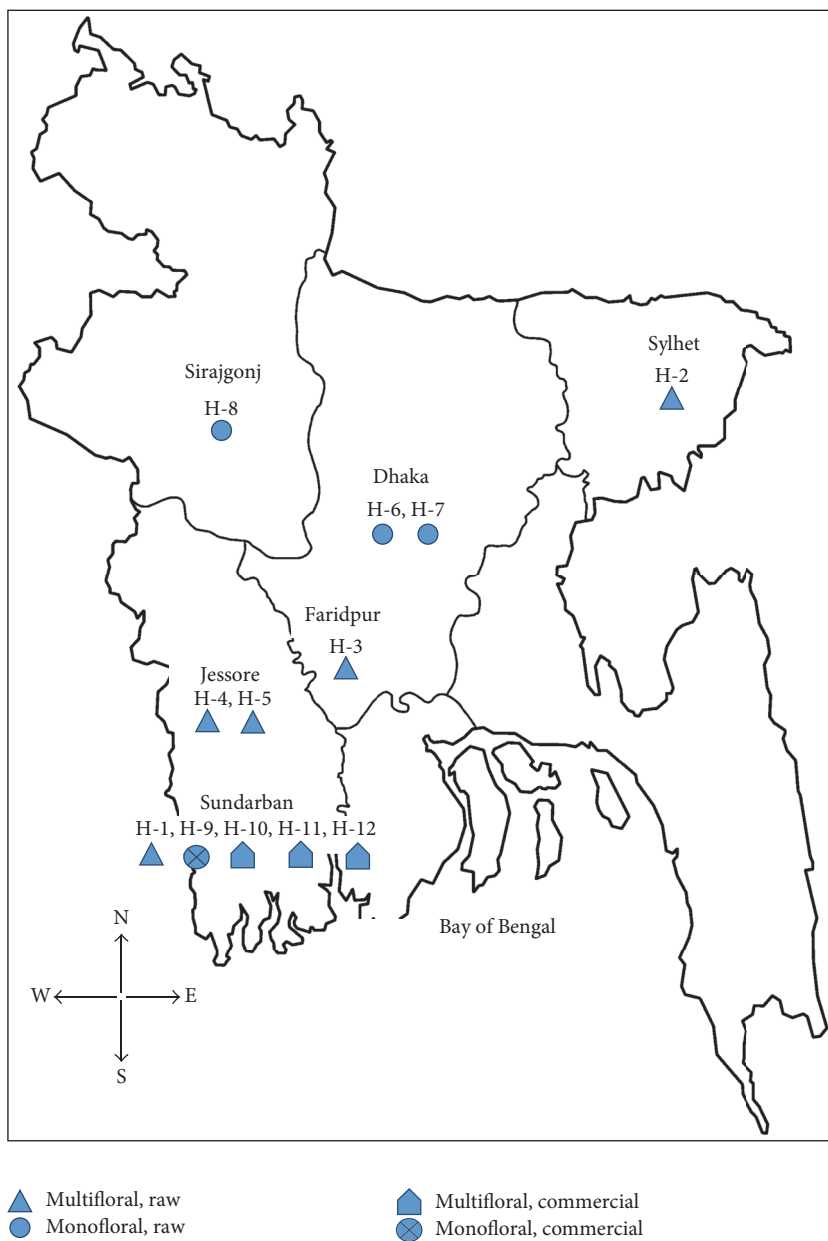 Sylhet
H-2
Sirajgonj
H-8
Dhaka
H-6, H-7
Faridpur
H-3
Jessore
H-4, H-5
Sundarban
H-1, H-9, H-10, H-11, H-12
Bay of Bengal
N
W
E
S
Multifloral, raw
Monofloral, raw
Multifloral, commercial
Monofloral, commercial